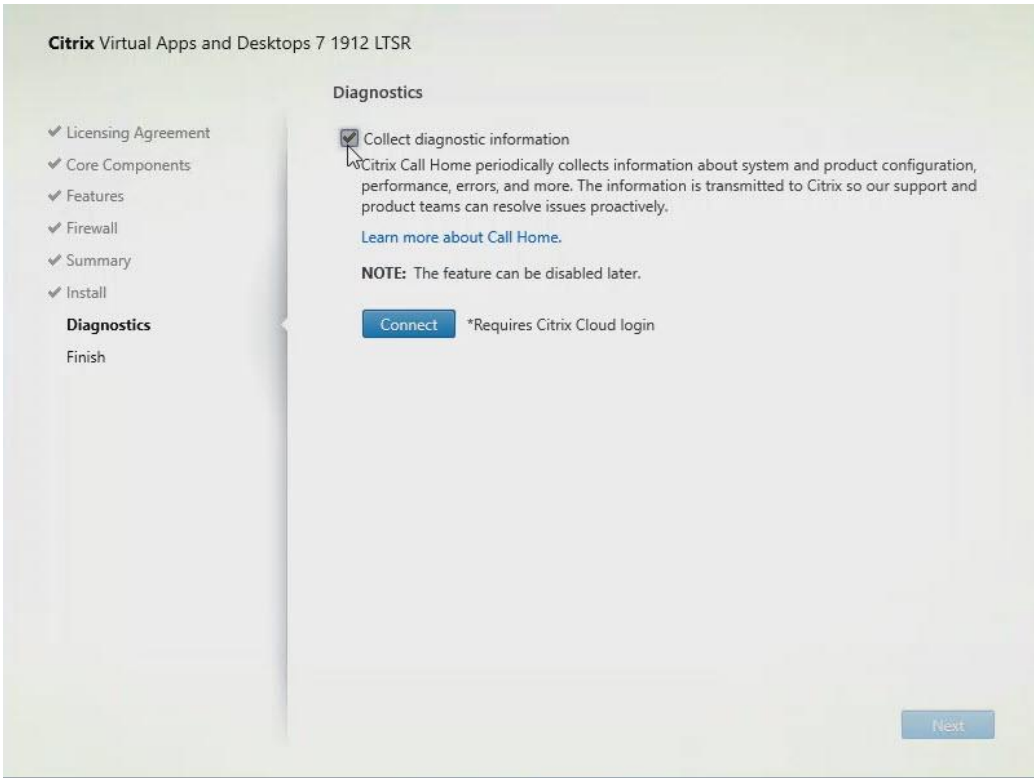 Citrix Virtual Apps and Desktops 7 1912 LTSR
Diagnostics
Licensing Agreement
Core Components
Features
Firewall
Summary
Install
Diagnostics
Finish
Collect diagnostic information
Citrix Call Home periodically collects information about system and product configuration,
performance, errors, and more. The information is transmitted to Citrix so our support and
product teams can resolve issues proactively.
Learn more about Call Home.
NOTE: The feature can be disabled later.
Connect *Requires Citrix Cloud login
Next